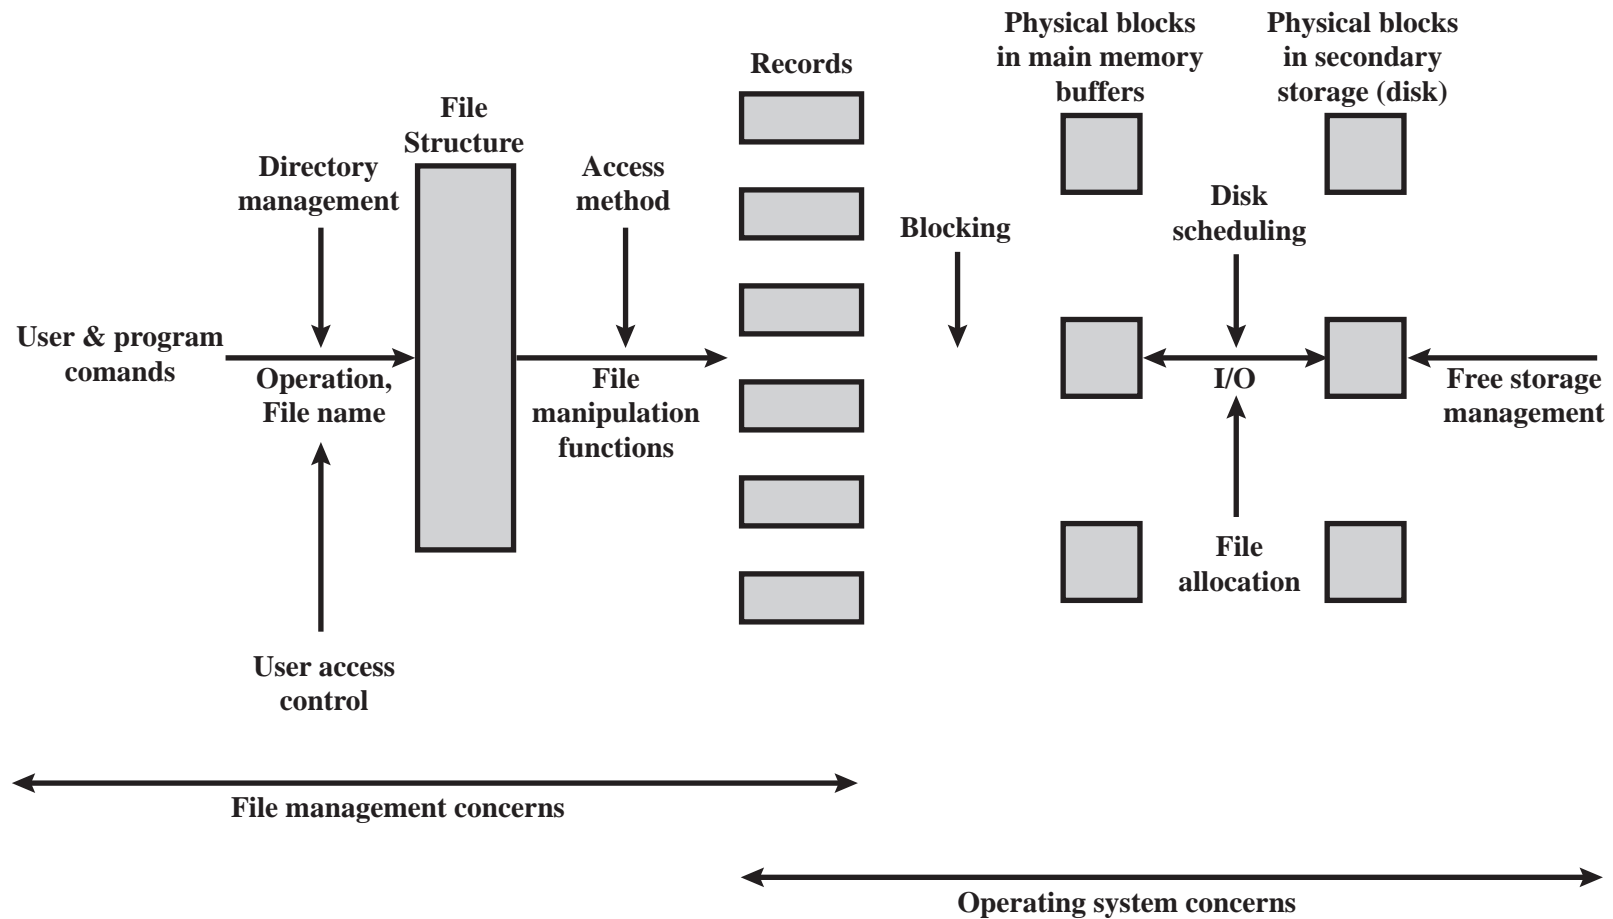 Physical blocks
in main memory
buffers
Physical blocks
in secondary
storage (disk)
Records
File
Structure
Directory
management
Access
method
Disk
scheduling
Blocking
User & program
comands
Operation,
File name
File
manipulation
functions
I/O
Free storage
management
File
allocation
User access
control
File management concerns
Operating system concerns